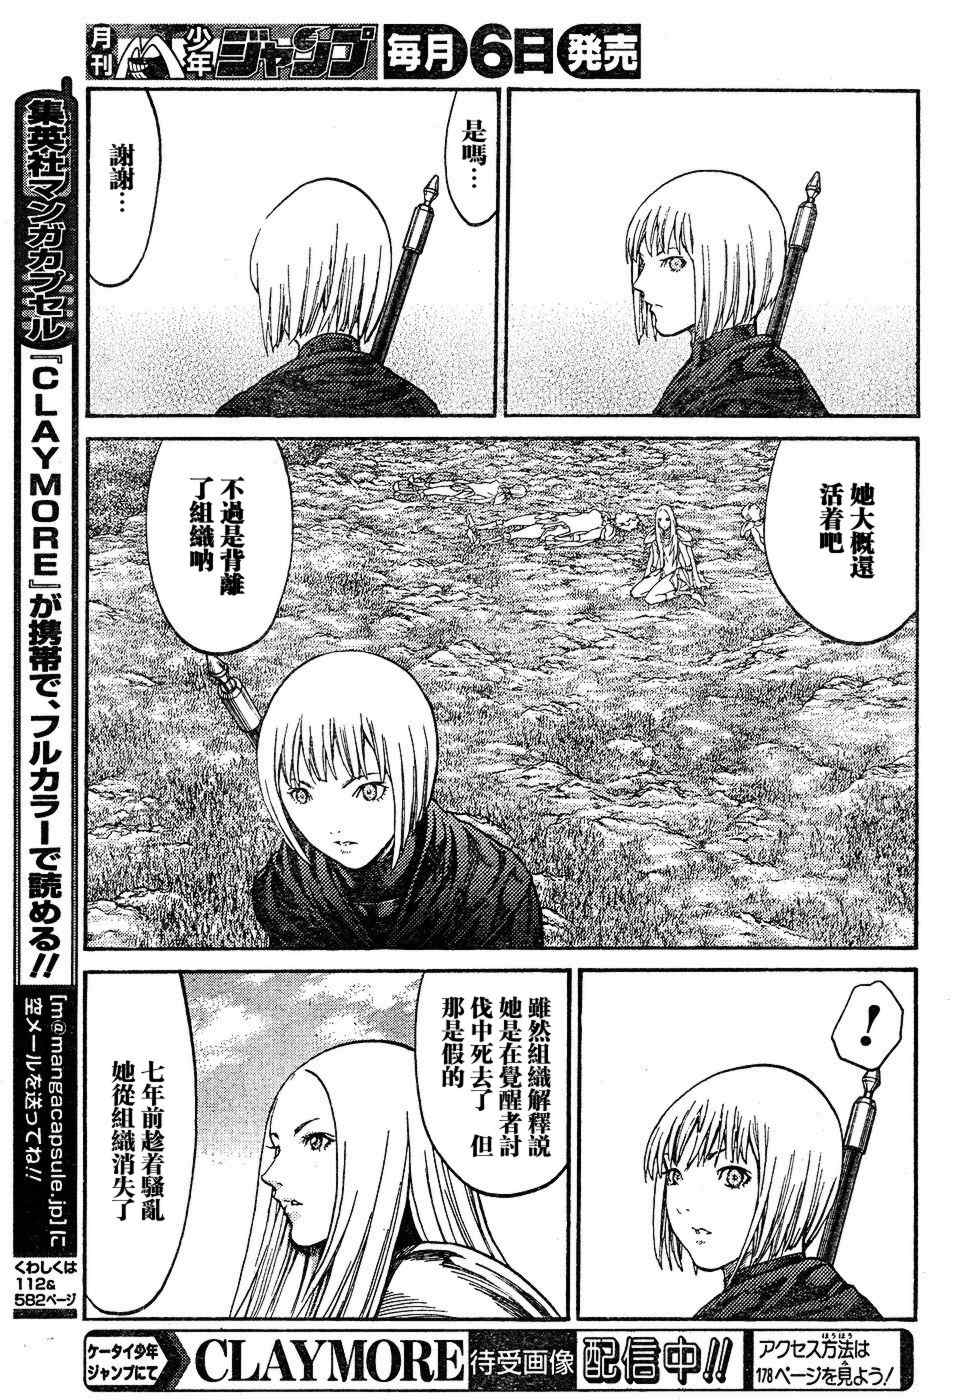 月刊
少年
ジャンプ
毎月6日発売
集英社マンガカプセル
『CLAYMORE』が携帯で、フルカラーで読める!!
[m@mangacapsule.jp]に
空メールを送ってね!!
くわしくは
112&
582ページ
是嗎…
謝謝…
她大概還
活着吧
不過是背離
了組織吶
!
雖然組織解釋說
她是在覺醒者討
伐中死去了 但
那是假的
七年前趁着騷亂
她從組織消失了
ケータイ少年
ジャンプにて
CLAYMORE
待受画像
配信中!!
アクセス方法は
ほうほう
178ページを見よう!
み